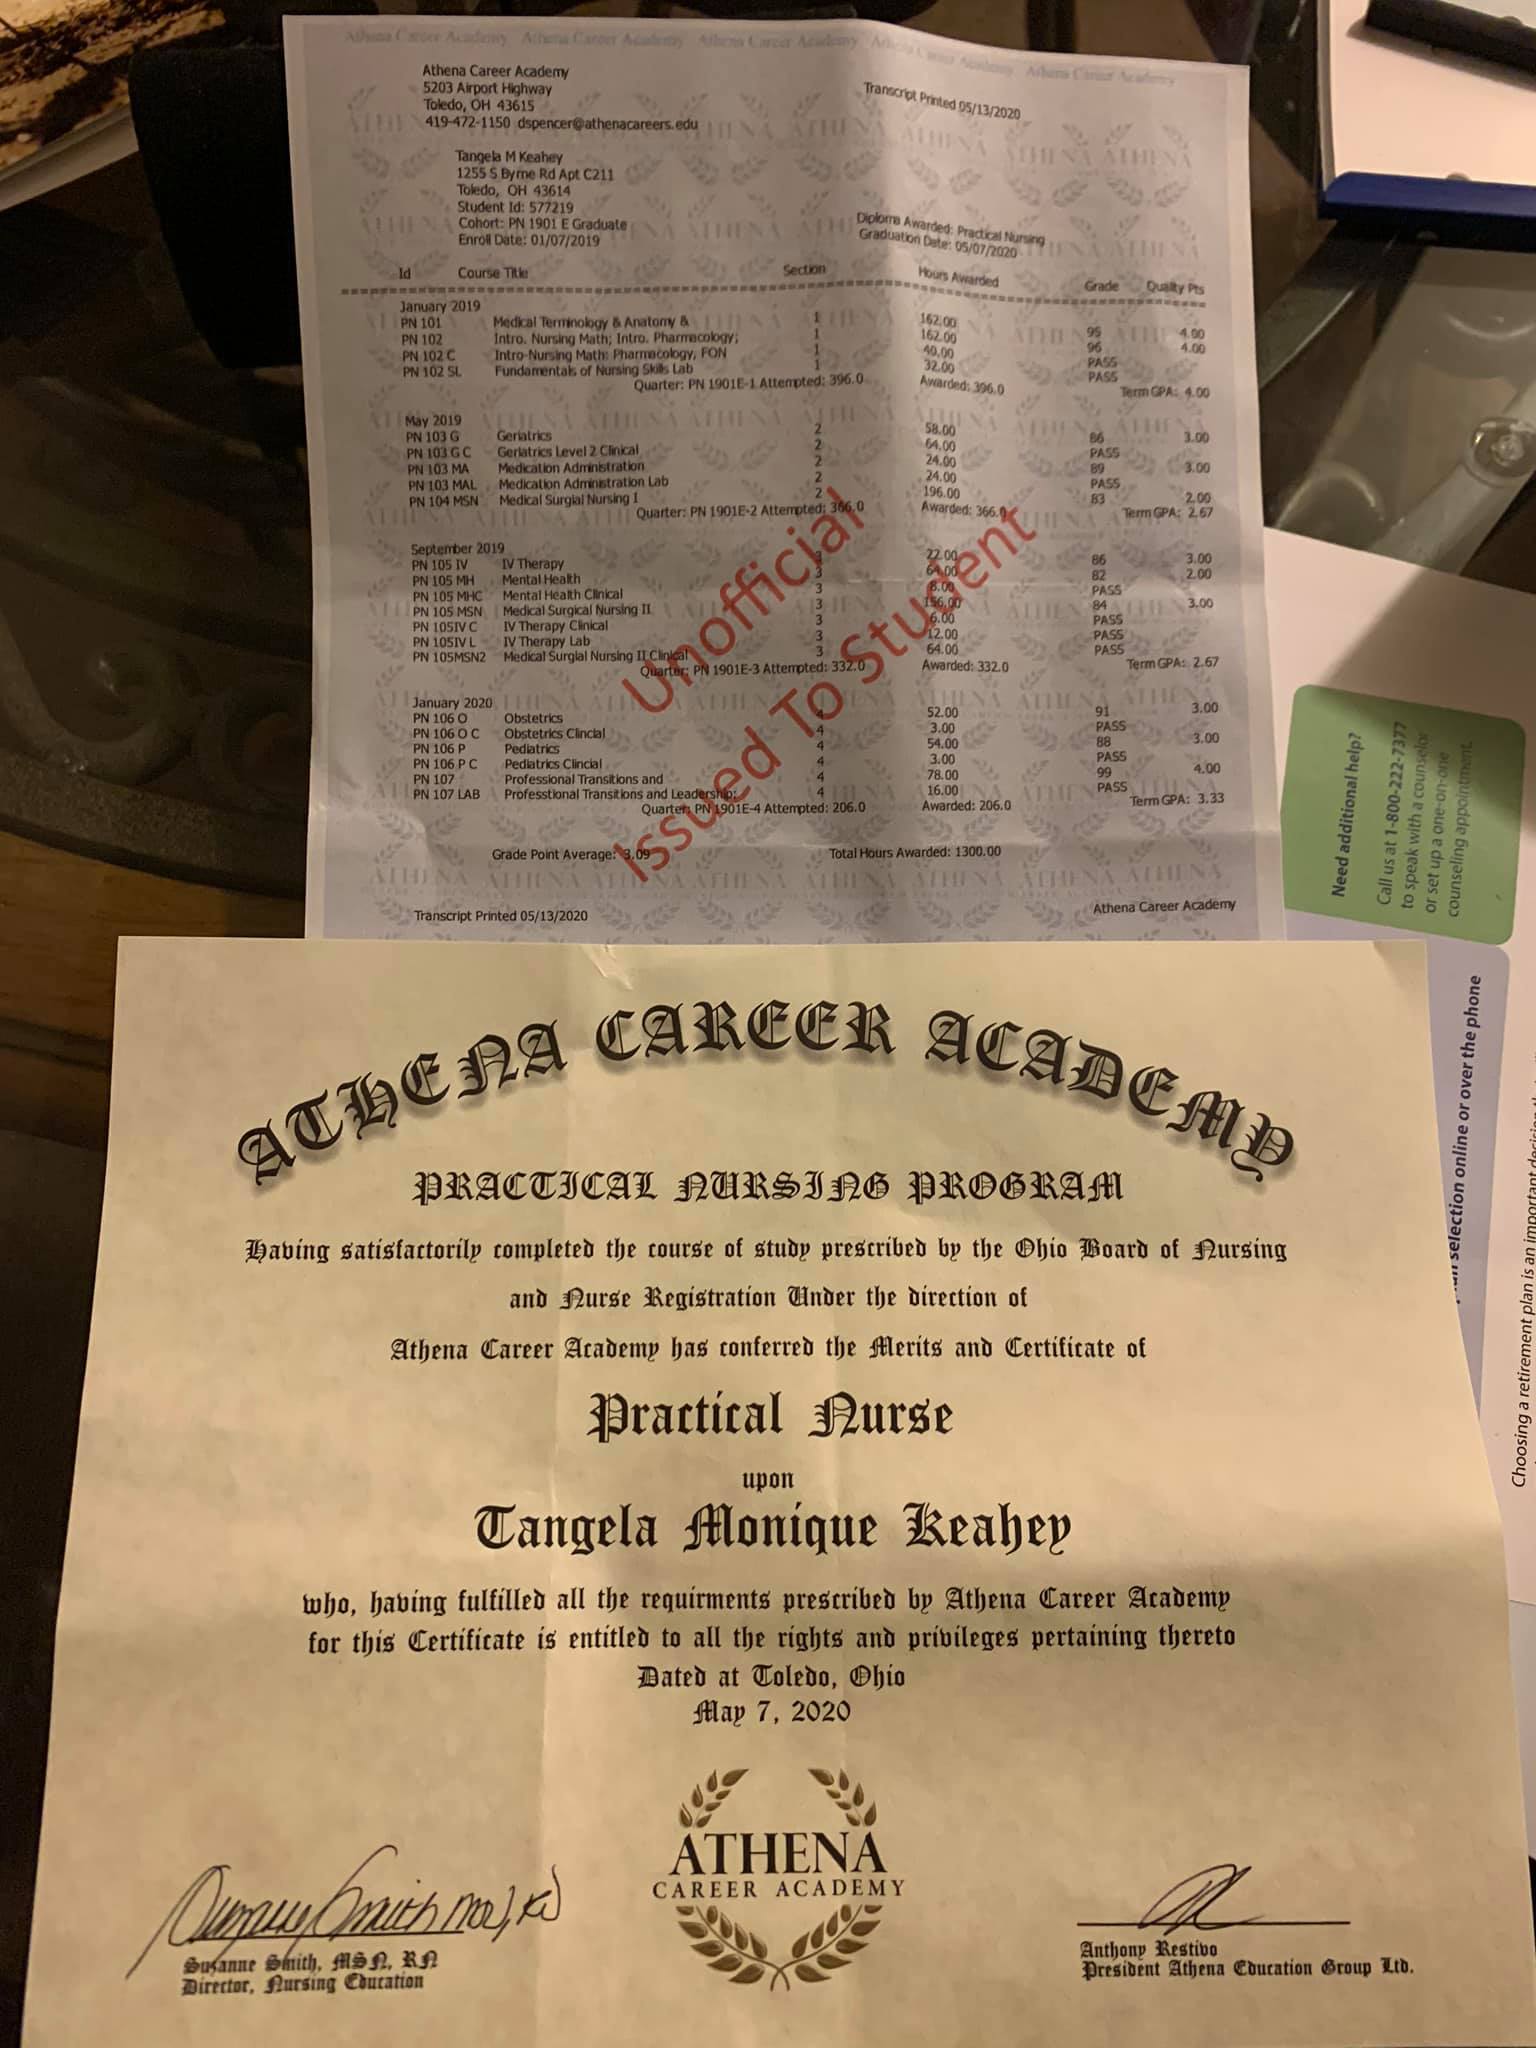 Athena Career Academy Athena Career Academy Athena Career Academy Athena Career Academy Athena Career Academy
Athena Career Academy
5203 Airport Highway
Toledo, OH 43615
419-472-1150 dspencer@athenacareers.edu
Transcript Printed 05/13/2020
Tangela M Keahey
1255 S Byrne Rd Apt C211
Toledo, OH 43614
Student Id: 577219
Cohort: PN 1901 E Graduate
Enroll Date: 01/07/2019
Diploma Awarded: Practical Nursing
Graduation Date: 05/07/2020
Id Course Title Section Hours Awarded Grade Quality Pts
January 2019
PN 101 Medical Terminology & Anatomy & 1 162.00 95 4.00
PN 102 Intro. Nursing Math; Intro. Pharmacology; 1 162.00 96 4.00
PN 102 C Intro-Nursing Math: Pharmacology, FON 1 40.00 PASS
PN 102 SL Fundamentals of Nursing Skills Lab 1 32.00 PASS
Quarter: PN 1901E-1 Attempted: 396.0 Awarded: 396.0 Term GPA: 4.00
May 2019
PN 103 G Geriatrics 2 58.00 86 3.00
PN 103 G C Geriatrics Level 2 Clinical 2 64.00 PASS
PN 103 MA Medication Administration 2 24.00 89 3.00
PN 103 MAL Medication Administration Lab 2 24.00 PASS
PN 104 MSN Medical Surgial Nursing I 2 196.00 83 2.00
Quarter: PN 1901E-2 Attempted: 366.0 Awarded: 366.0 Term GPA: 2.67
September 2019
PN 105 IV IV Therapy 3 22.00 86 3.00
PN 105 MH Mental Health 3 64.00 82 2.00
PN 105 MHC Mental Health Clinical 3 8.00 PASS
PN 105 MSN Medical Surgical Nursing II 3 156.00 84 3.00
PN 105IV C IV Therapy Clinical 3 6.00 PASS
PN 105IV L IV Therapy Lab 3 12.00 PASS
PN 105MSN2 Medical Surgial Nursing II Clinical 3 64.00 PASS
Quarter: PN 1901E-3 Attempted: 332.0 Awarded: 332.0 Term GPA: 2.67
January 2020
PN 106 O Obstetrics 4 52.00 91 3.00
PN 106 O C Obstetrics Clincial 4 3.00 PASS
PN 106 P Pediatrics 4 54.00 88 3.00
PN 106 P C Pediatrics Clincial 4 3.00 PASS
PN 107 Professional Transitions and 4 78.00 99 4.00
PN 107 LAB Professtional Transitions and Leadership; 4 16.00 PASS
Quarter: PN 1901E-4 Attempted: 206.0 Awarded: 206.0 Term GPA: 3.33
Grade Point Average: 3.09 Total Hours Awarded: 1300.00
Transcript Printed 05/13/2020 Athena Career Academy
Unofficial
Issued To Student
Need additional help?
Call us at 1-800-222-7377
to speak with a counselor
or set up a one-on-one
counseling appointment.
selection online or over the phone
Choosing a retirement plan is an important
ATHENA CAREER ACADEMY
PRACTICAL NURSING PROGRAM
Having satisfactorily completed the course of study prescribed by the Ohio Board of Nursing
and Nurse Registration Under the direction of
Athena Career Academy has conferred the Merits and Certificate of
Practical Nurse
upon
Tangela Monique Keahey
who, having fulfilled all the requirments prescribed by Athena Career Academy
for this Certificate is entitled to all the rights and privileges pertaining thereto
Dated at Toledo, Ohio
May 7, 2020
ATHENA
CAREER ACADEMY
Suzanne Smith MSN, RN
Suzanne Smith, MSN, RN
Director, Nursing Education
Anthony Restivo
President Athena Education Group Ltd.